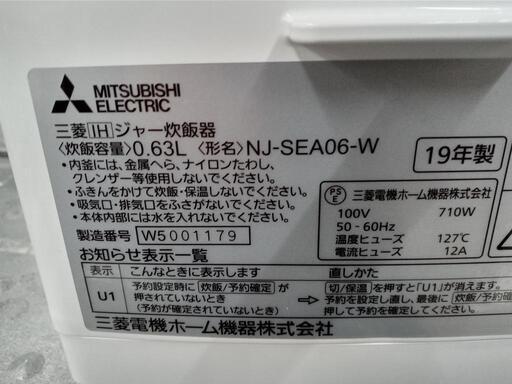 MITSUBISHI
ELECTRIC
三菱IHジャー炊飯器
〈炊飯容量〉0.63L 〈形名〉NJ-SEA06-W
19年製
・内釜には、金属へら、ナイロンたわし、
クレンザー等使用しないでください。
・ふきんをかけて炊飯・保温しないでください。
・吸気口・排気口をふさがないでください。
・本体内部には水を入れないでください。
製造番号 W5001179
PS
E
三菱電機ホーム機器株式会社
100V 710W
50-60Hz
温度ヒューズ 127℃
電流ヒューズ 12A
お知らせ表示一覧
表示 こんなときに表示します 直しかた
U1 予約設定時に 炊飯/予約確定 が
押されていないとき
(予約が確定していないとき)
切/保温 を押すと「U1」が消えます
予約を設定し直し、最後に 炊飯/予約確
押してください
三菱電機ホーム機器株式会社